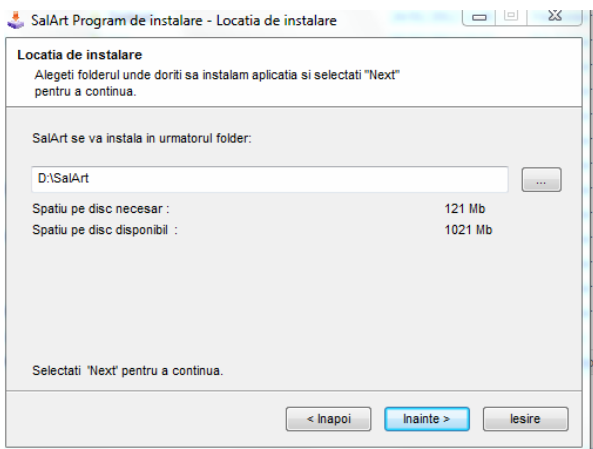 SalArt Program de instalare - Locatia de instalare
Locatia de instalare
Alegeti folderul unde doriti sa instalam aplicatia si selectati "Next"
pentru a continua.
SalArt se va instala in urmatorul folder:
D:\SalArt
...
Spatiu pe disc necesar : 121 Mb
Spatiu pe disc disponibil : 1021 Mb
Selectati 'Next' pentru a continua.
< Inapoi Inainte > Iesire